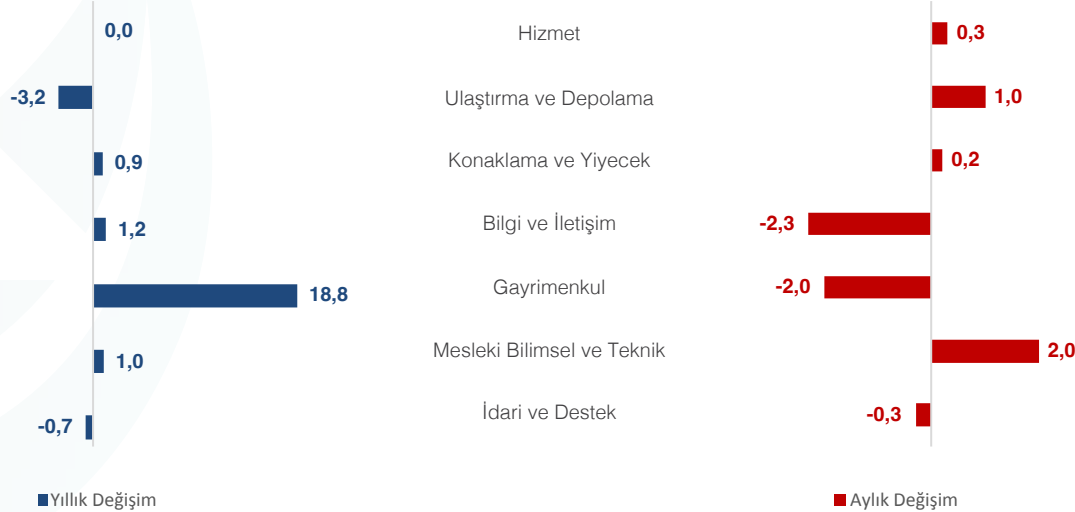 0,0 Hizmet 0,3
-3,2 Ulaştırma ve Depolama 1,0
0,9 Konaklama ve Yiyecek 0,2
1,2 Bilgi ve İletişim -2,3
18,8 Gayrimenkul -2,0
1,0 Mesleki Bilimsel ve Teknik 2,0
-0,7 İdari ve Destek -0,3
Yıllık Değişim Aylık Değişim